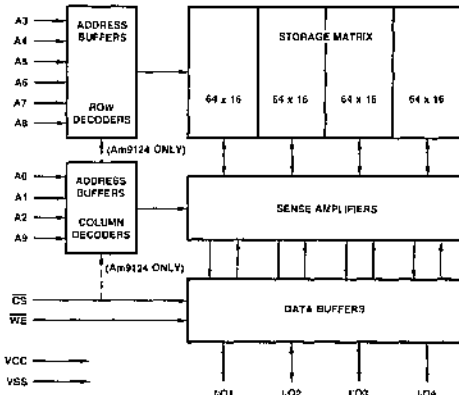 A3
A4
A5
A6
A7
A8
ADDRESS
BUFFERS
ROW
DECODERS
STORAGE MATRIX
64 x 16
64 x 16
64 x 16
64 x 16
(Am9124 ONLY)
A0
A1
A2
A9
ADDRESS
BUFFERS
COLUMN
DECODERS
SENSE AMPLIFIERS
(Am9124 ONLY)
CS
WE
DATA BUFFERS
VCC
VSS
I/O1
I/O2
I/O3
I/O4